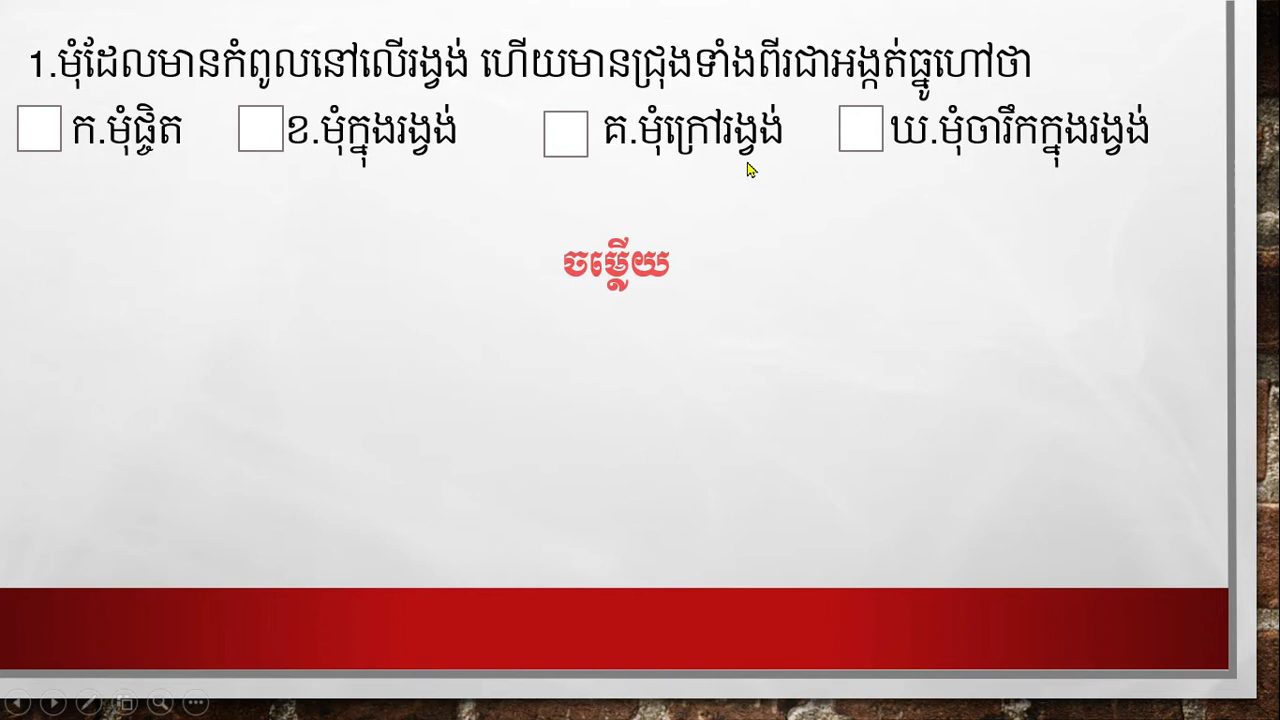 1.មុំដែលមានកំពូលនៅលើរង្វង់ ហើយមានជ្រុងទាំងពីរជាអង្កត់ធ្នូហៅថា
ក.មុំផ្ចិត ខ.មុំក្នុងរង្វង់ គ.មុំក្រៅរង្វង់ ឃ.មុំចារឹកក្នុងរង្វង់
ចម្លើយ